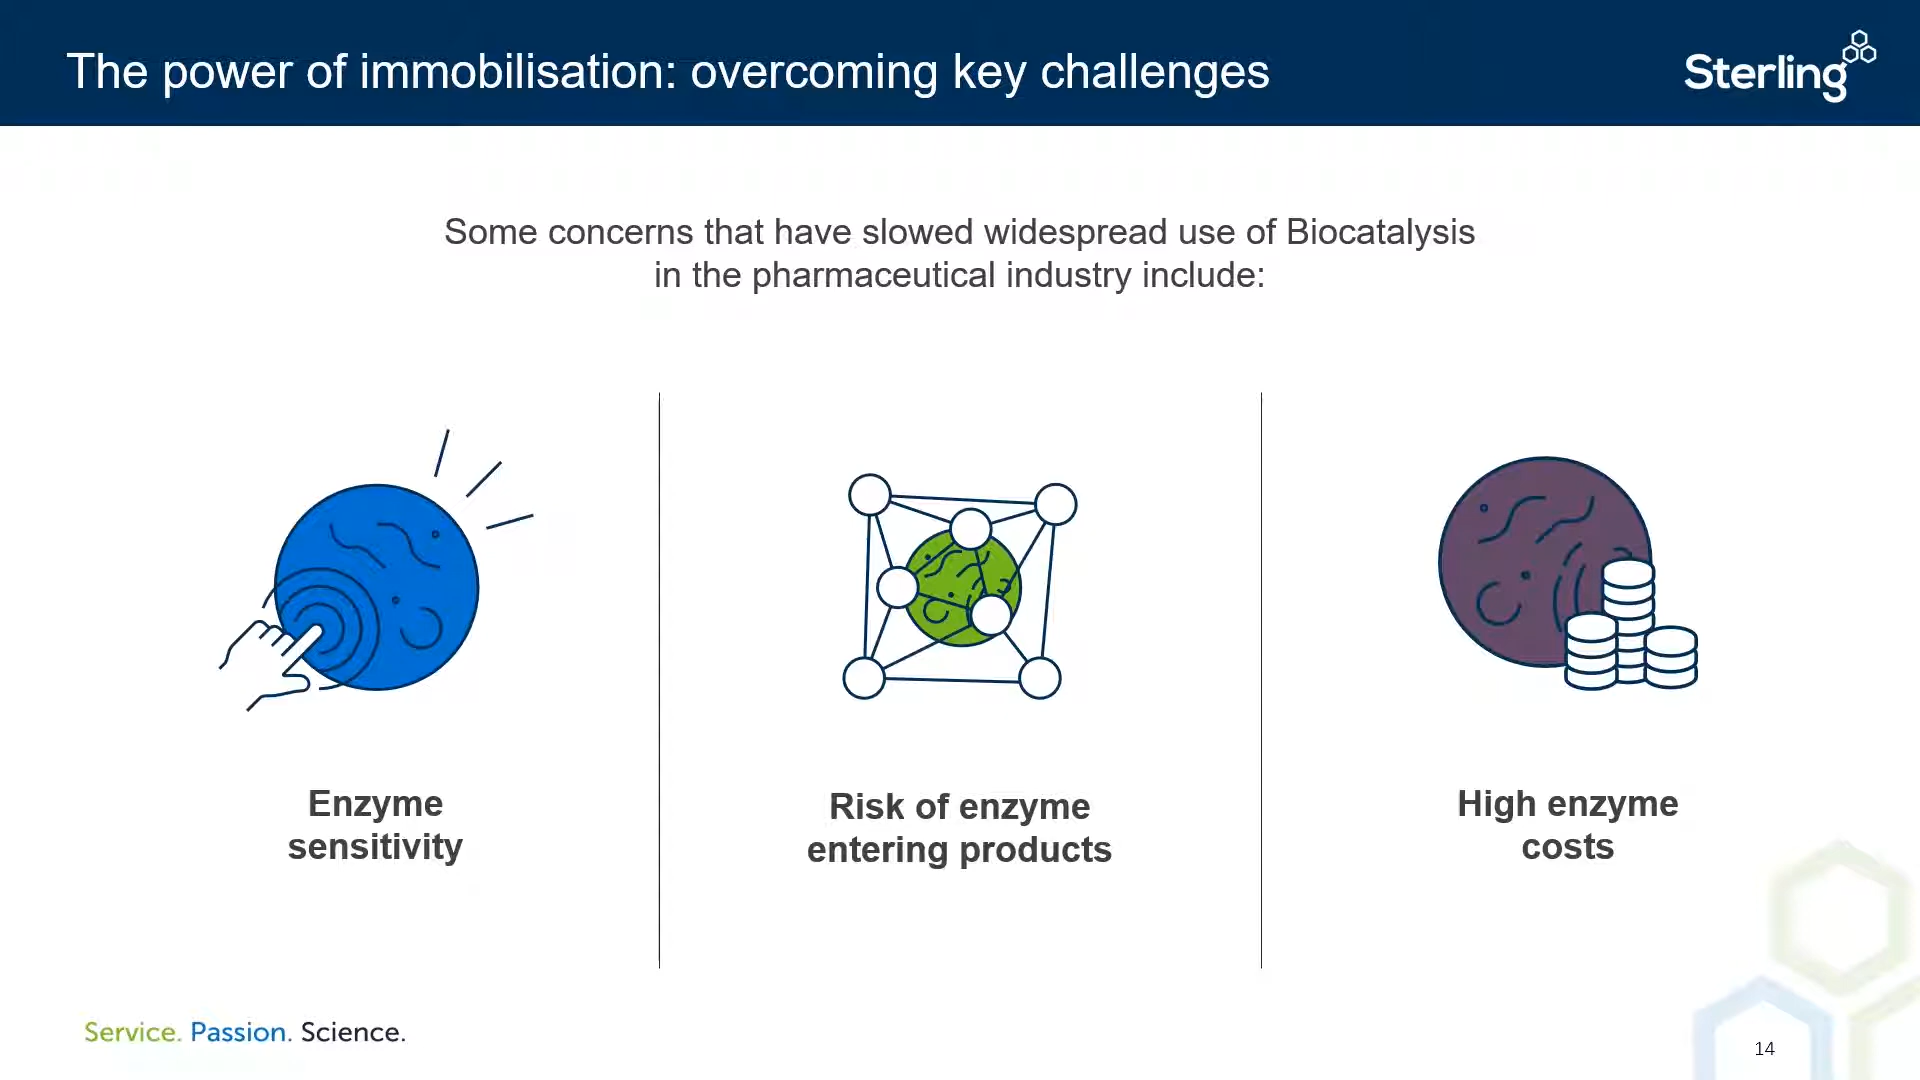 The power of immobilisation: overcoming key challenges
Sterling
Some concerns that have slowed widespread use of Biocatalysis
in the pharmaceutical industry include:
Enzyme
sensitivity
Risk of enzyme
entering products
High enzyme
costs
Service. Passion. Science.
14